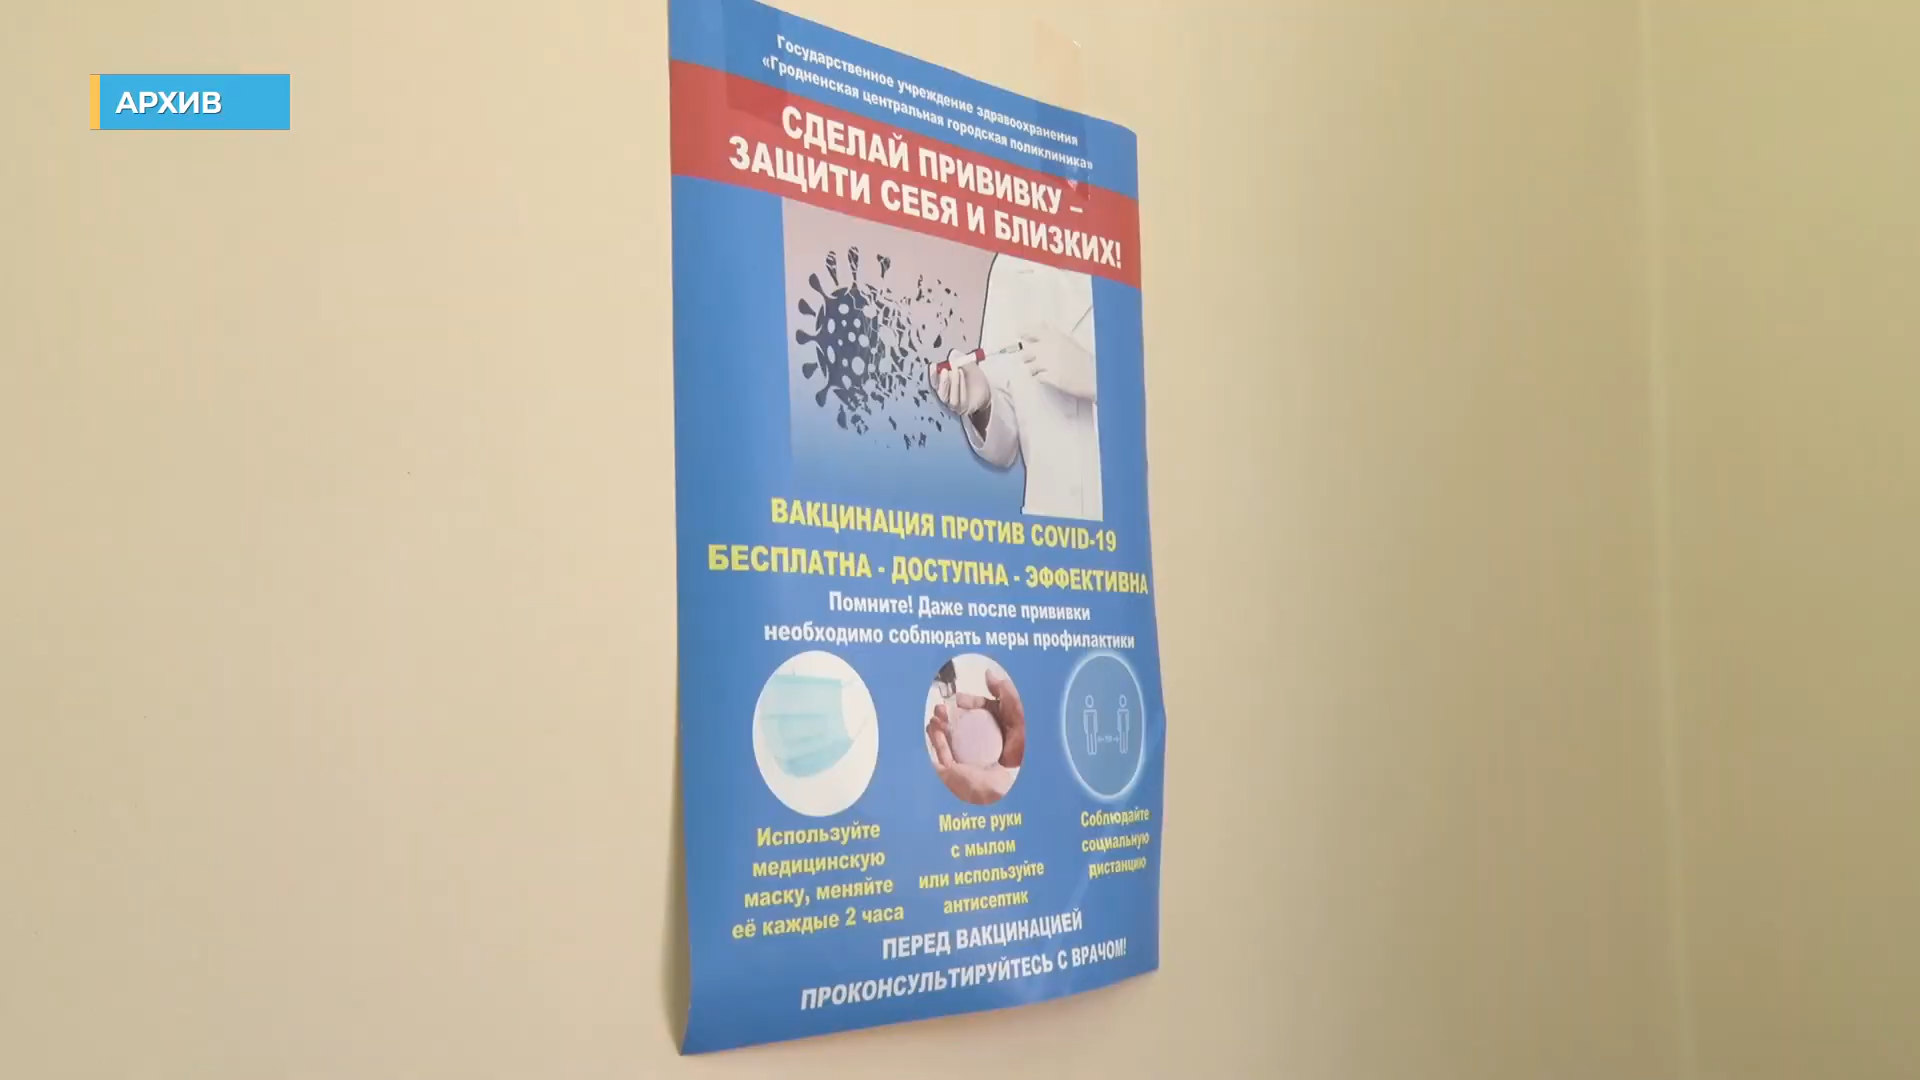 АРХИВ
Государственное учреждение здравоохранения
«Гродненская центральная городская поликлиника»
СДЕЛАЙ ПРИВИВКУ –
ЗАЩИТИ СЕБЯ И БЛИЗКИХ!
ВАКЦИНАЦИЯ ПРОТИВ COVID-19
БЕСПЛАТНА - ДОСТУПНА - ЭФФЕКТИВНА
Помните! Даже после прививки
необходимо соблюдать меры профилактики
Используйте
медицинскую
маску, меняйте
её каждые 2 часа
Мойте руки
с мылом
или используйте
антисептик
Соблюдайте
социальную
дистанцию
ПЕРЕД ВАКЦИНАЦИЕЙ
ПРОКОНСУЛЬТИРУЙТЕСЬ С ВРАЧОМ!